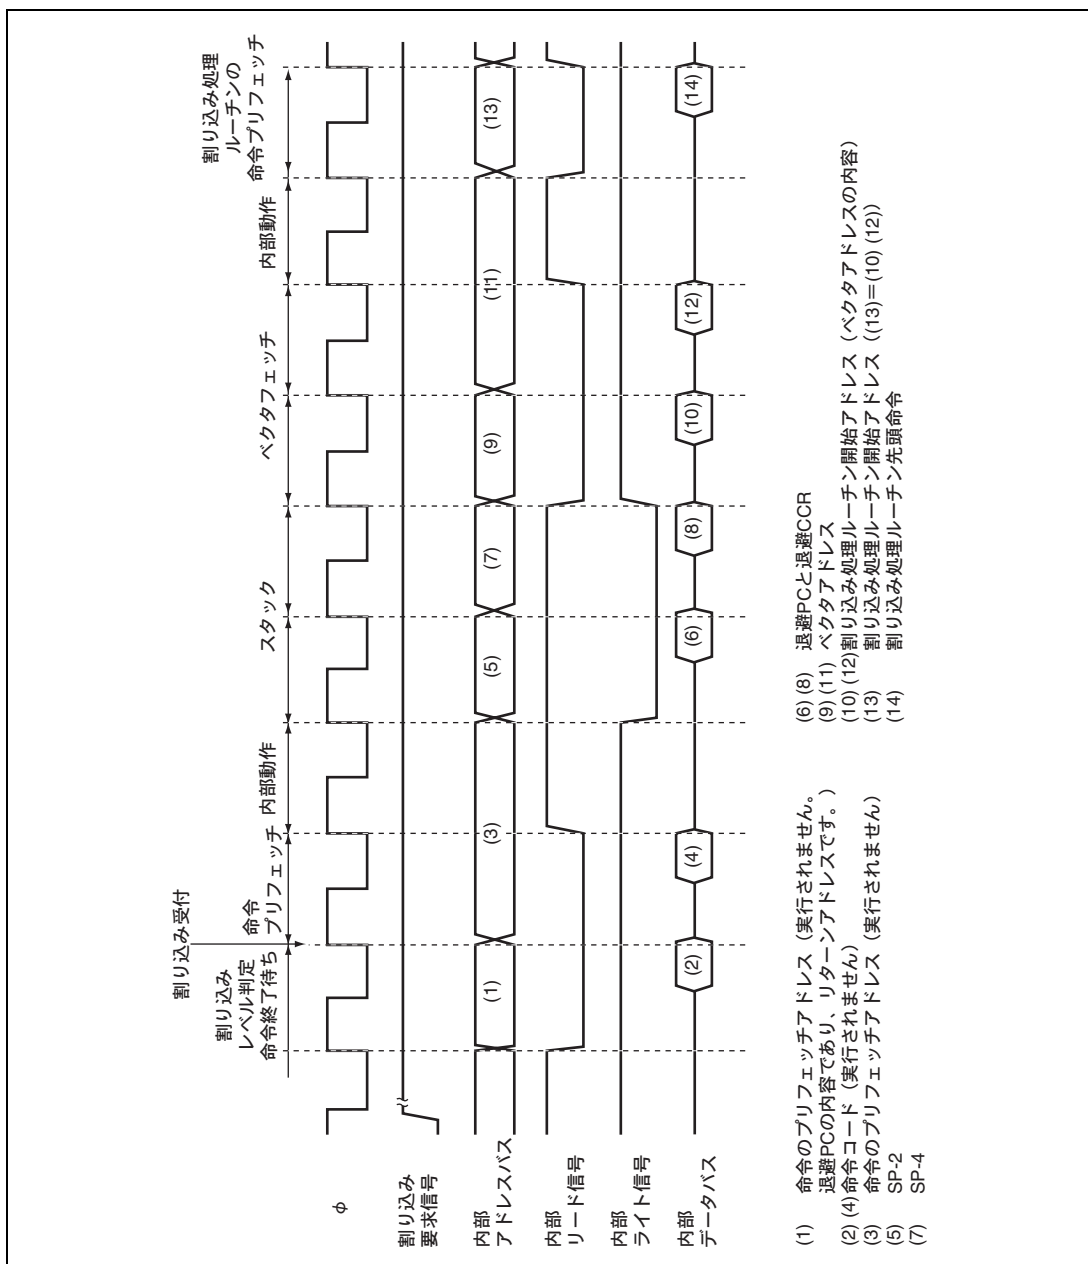 割り込み受付
割り込み
レベル判定
命令終了待ち
命令
プリフェッチ
内部動作
スタック
ベクタフェッチ
内部動作
割り込み処理
ルーチンの
命令プリフェッチ
φ
割り込み
要求信号
内部
アドレスバス
(1)
(3)
(5)
(7)
(9)
(11)
(13)
内部
リード信号
内部
ライト信号
内部
データバス
(2)
(4)
(6)
(8)
(10)
(12)
(14)
(1) 命令のプリフェッチアドレス（実行されません。
退避PCの内容であり、リターンアドレスです。）
(2) (4) 命令コード（実行されません）
(3) 命令のプリフェッチアドレス（実行されません）
(5) SP-2
(7) SP-4
(6) (8) 退避PCと退避CCR
(9) (11) ベクタアドレス
(10) (12) 割り込み処理ルーチン開始アドレス（ベクタアドレスの内容）
(13) 割り込み処理ルーチン開始アドレス（(13)＝(10) (12)）
(14) 割り込み処理ルーチン先頭命令